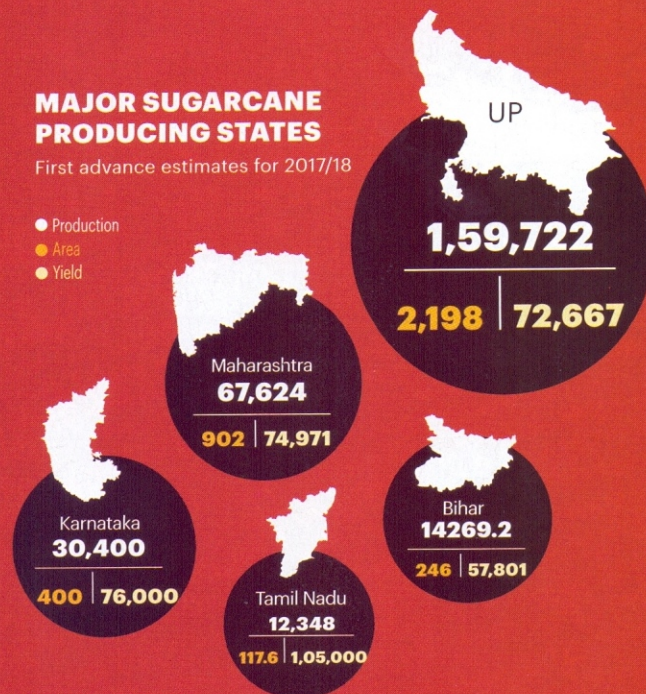 MAJOR SUGARCANE
PRODUCING STATES
First advance estimates for 2017/18
Production
Area
Yield
UP
1,59,722
2,198 72,667
Maharashtra
67,624
902 74,971
Karnataka
30,400
400 76,000
Bihar
14269.2
246 57,801
Tamil Nadu
12,348
117.6 1,05,000